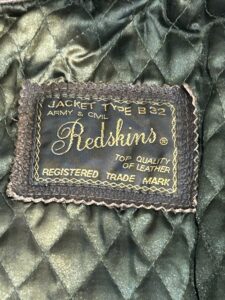 JACKET TYPE B 32
ARMY & CIVIL
Redskins®
TOP QUALITY
OF LEATHER
REGISTERED TRADE MARK